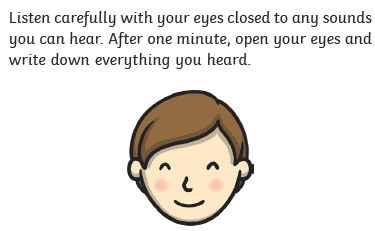 Listen carefully with your eyes closed to any sounds
you can hear. After one minute, open your eyes and
write down everything you heard.